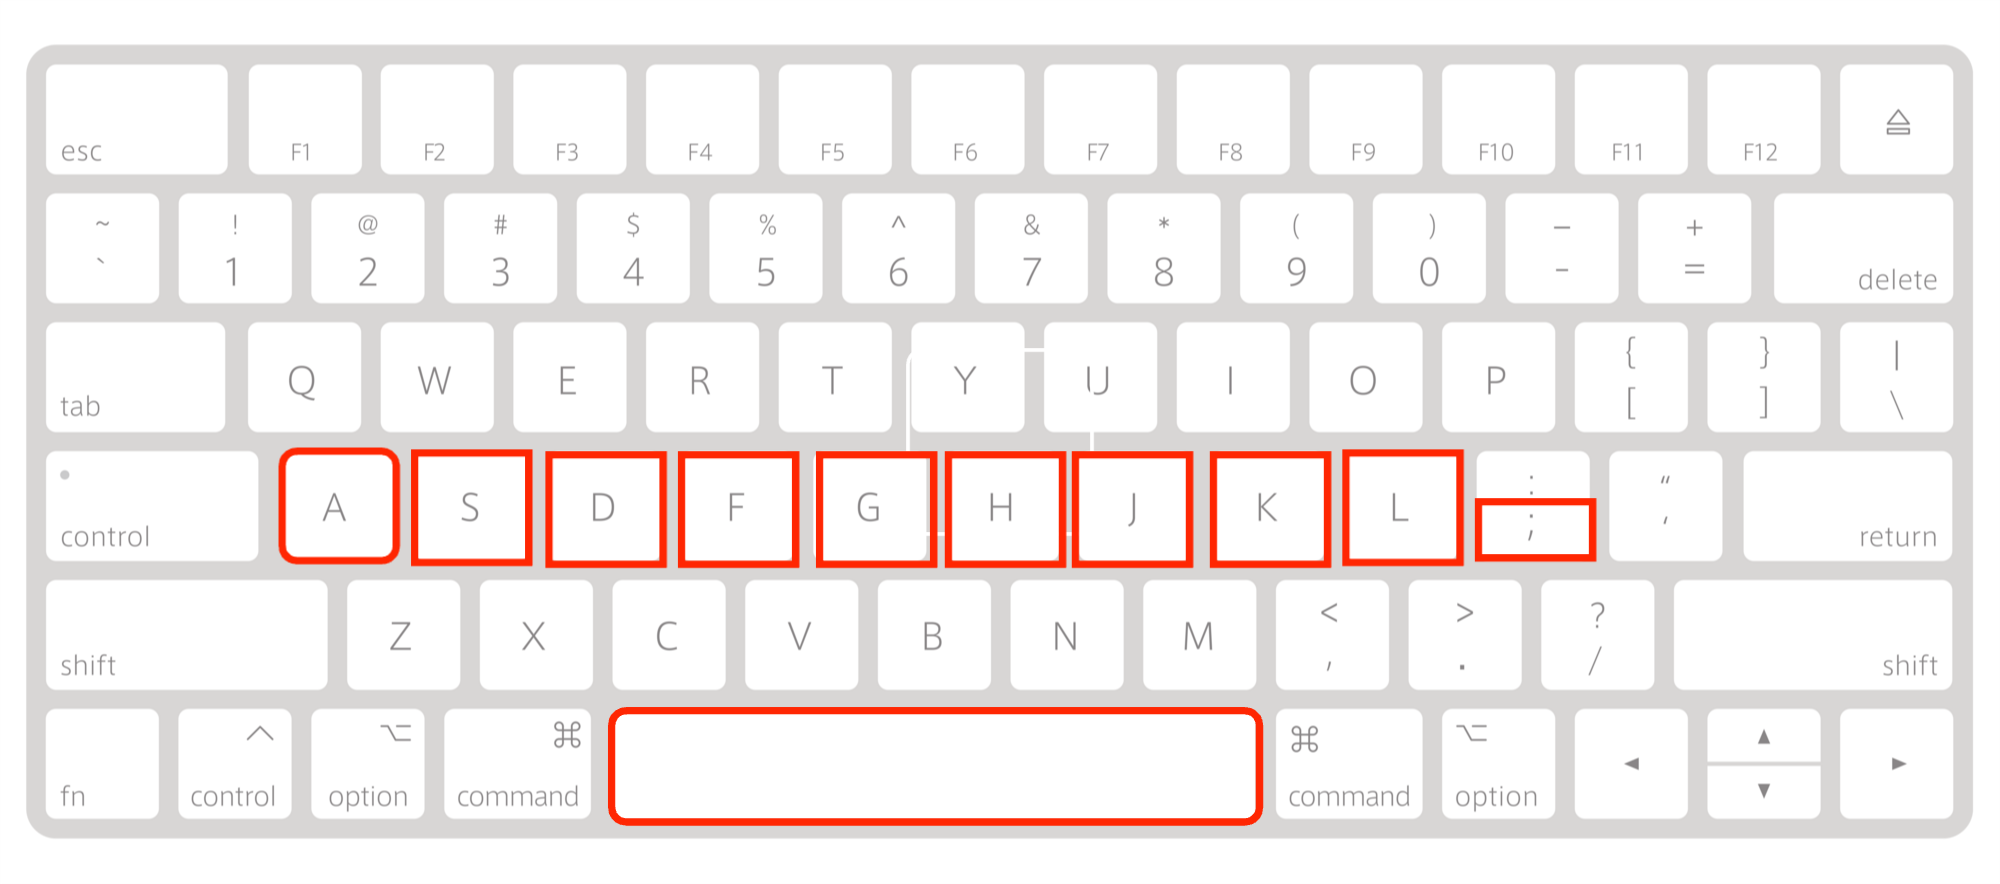 esc F1 F2 F3 F4 F5 F6 F7 F8 F9 F10 F11 F12 ⏏
~ ! @ # $ % ^ & * ( ) – +
` 1 2 3 4 5 6 7 8 9 0 - = delete
tab Q W E R T Y U I O P { } |
[ ] \
control A S D F G H J K L : “
; ‘ return
shift Z X C V B N M < > ?
, . / shift
^ ⌥ ⌘ ⌘ ⌥ ◀ ▲ ▶
fn control option command command option ▼